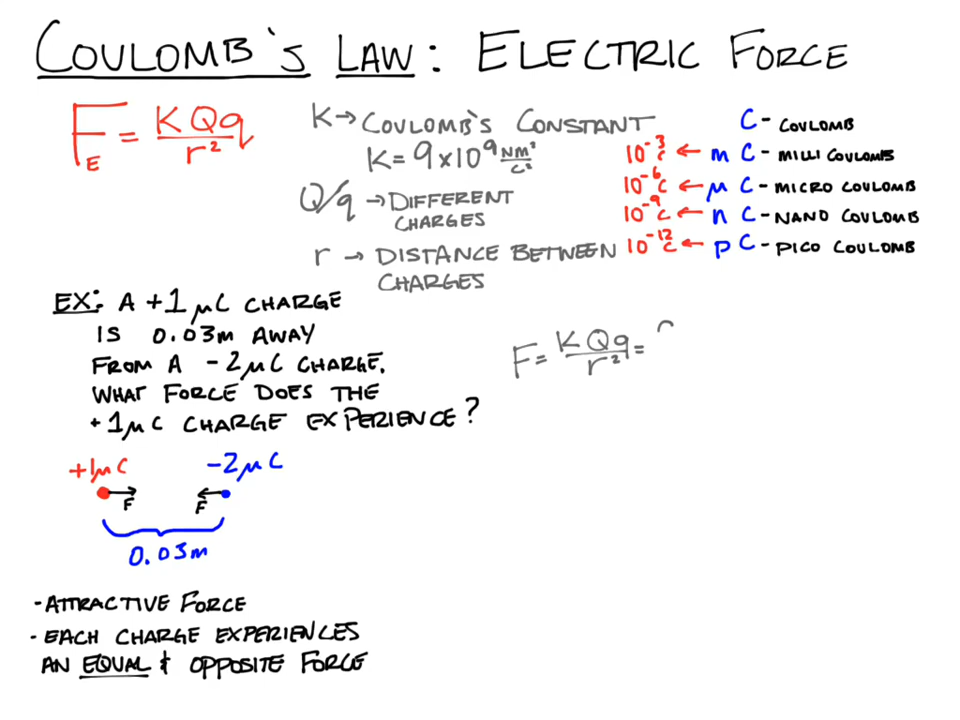 COULOMB'S LAW: ELECTRIC FORCE
F_E = KQq/r²
K → COULOMB'S CONSTANT
K = 9 × 10⁹ NM²/C²
Q/q → DIFFERENT
CHARGES
r → DISTANCE BETWEEN
CHARGES
C - COULOMB
10⁻³ C ← m C - MILLI COULOMB
10⁻⁶ C ← μ C - MICRO COULOMB
10⁻⁹ C ← n C - NANO COULOMB
10⁻¹² C ← p C - PICO COULOMB
EX: A +1μC CHARGE
IS 0.03m AWAY
FROM A -2μC CHARGE.
WHAT FORCE DOES THE
+1μC CHARGE EXPERIENCE?
F = KQq/r² =
+1μC -2μC
F F
0.03m
- ATTRACTIVE FORCE
- EACH CHARGE EXPERIENCES
AN EQUAL & OPPOSITE FORCE